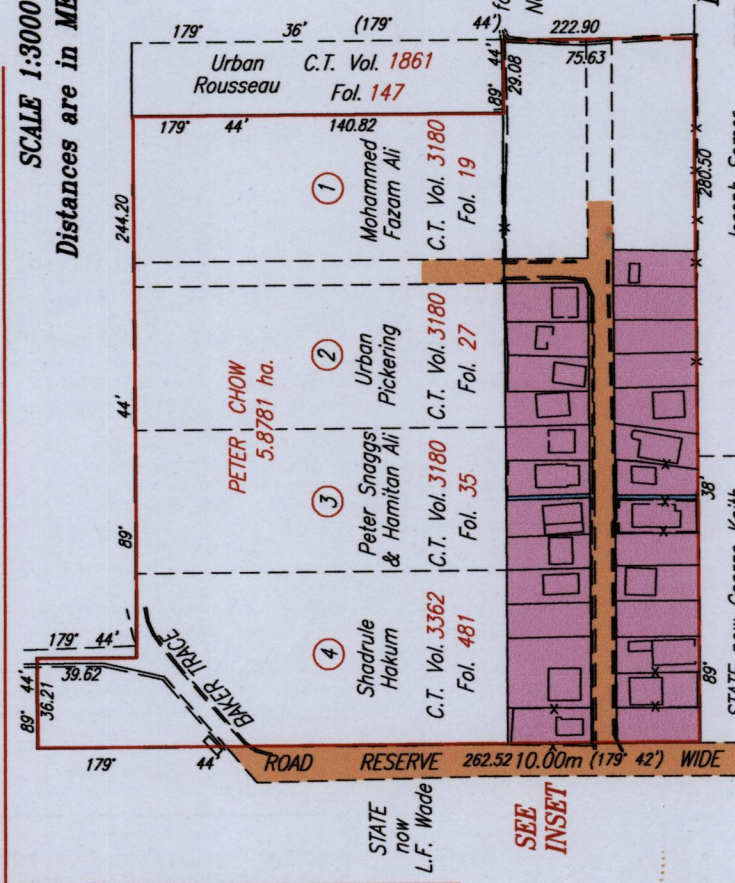 SCALE 1:3000
Distances are in
179° 36' (179° 44')
222.90
Urban
Rousseau
C.T. Vol. 1861
Fol. 147
44'
89°
29.08
75.63
179° 44' 140.82
244.20
1
Mohammed
Fazam Ali
C.T. Vol. 3180
Fol. 19
280.50
PETER CHOW
5.8781 ha.
2
Urban
Pickering
C.T. Vol. 3180
Fol. 27
44'
89°
3
Peter Snaggs
& Hamitan Ali
C.T. Vol. 3180
Fol. 35
38'
89°
4
Shadrule
Hakum
C.T. Vol. 3362
Fol. 481
179° 44'
39.62
89° 44'
36.21
BAKER TRACE
179° 44'
ROAD RESERVE 262.52 10.00m (179° 42') WIDE
STATE
now
L.F. Wade
SEE
INSET